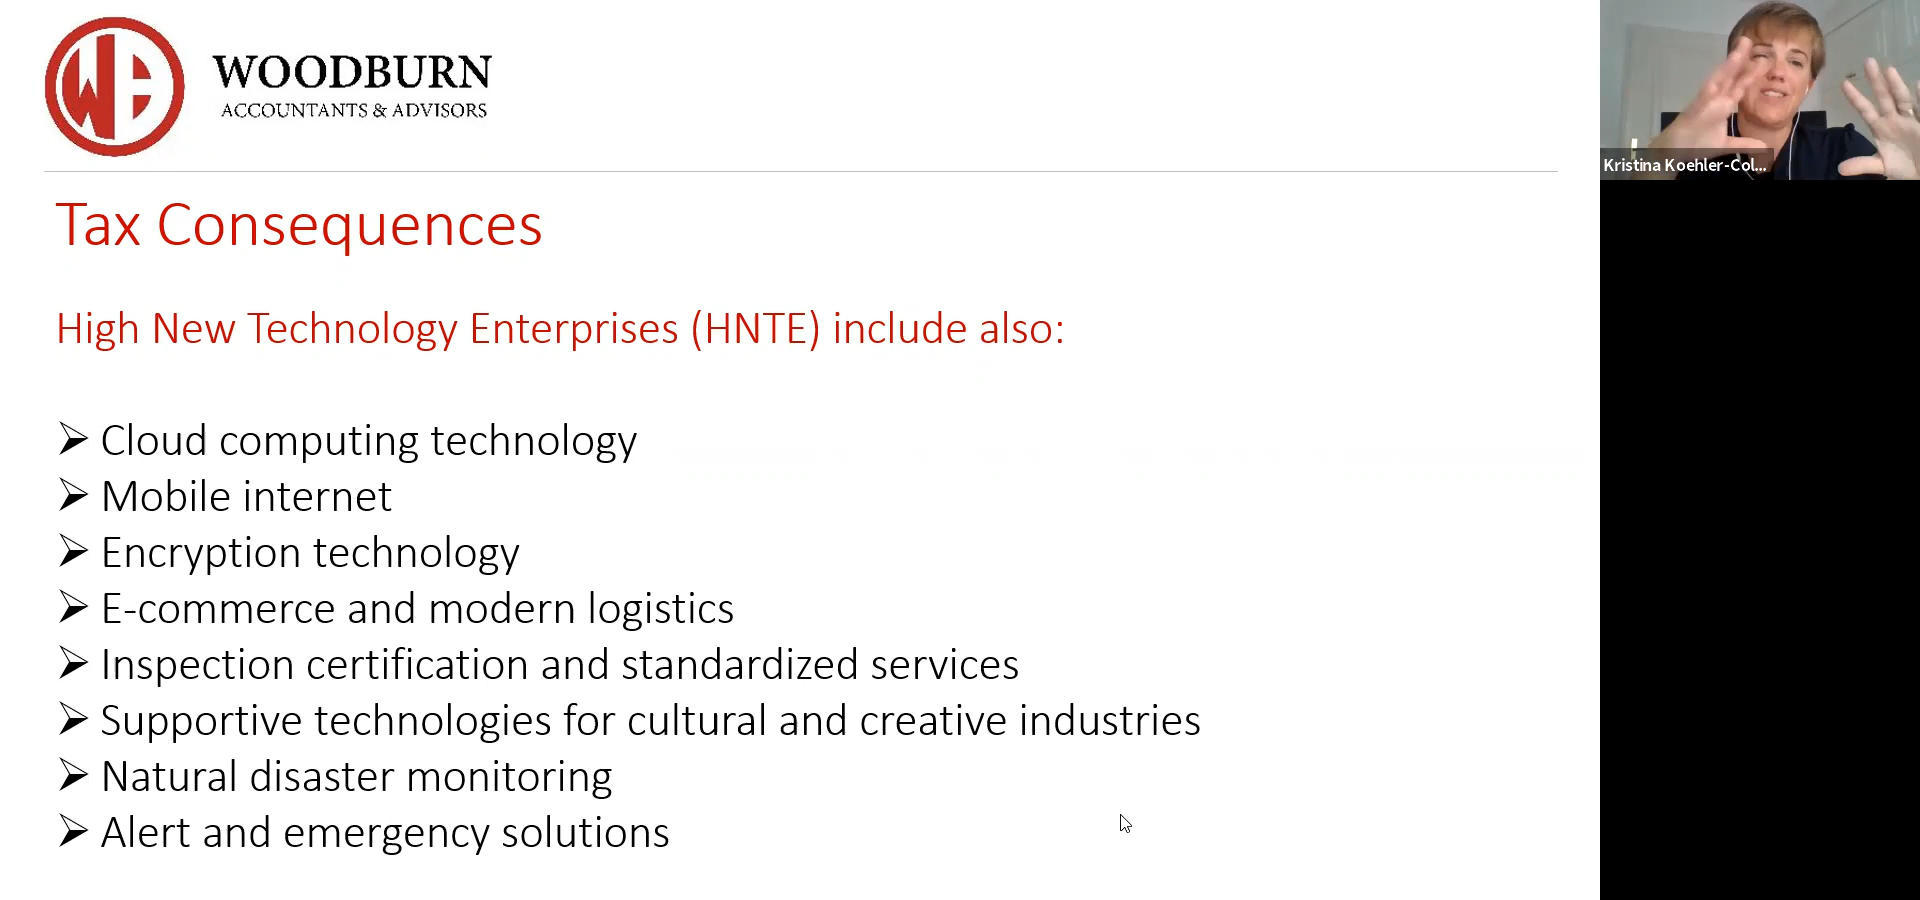 WOODBURN
ACCOUNTANTS & ADVISORS
Kristina Koehler-Col...
Tax Consequences
High New Technology Enterprises (HNTE) include also:
➢ Cloud computing technology
➢ Mobile internet
➢ Encryption technology
➢ E-commerce and modern logistics
➢ Inspection certification and standardized services
➢ Supportive technologies for cultural and creative industries
➢ Natural disaster monitoring
➢ Alert and emergency solutions